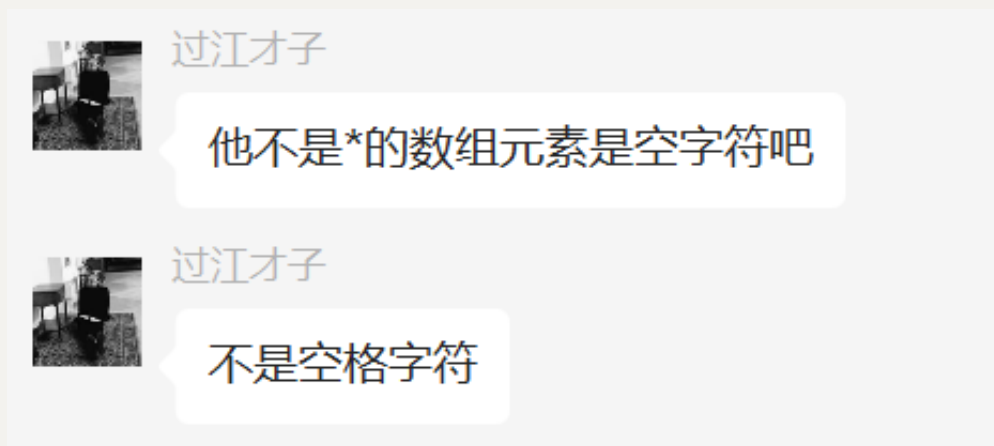 过江才子
他不是*的数组元素是空字符吧
过江才子
不是空格字符